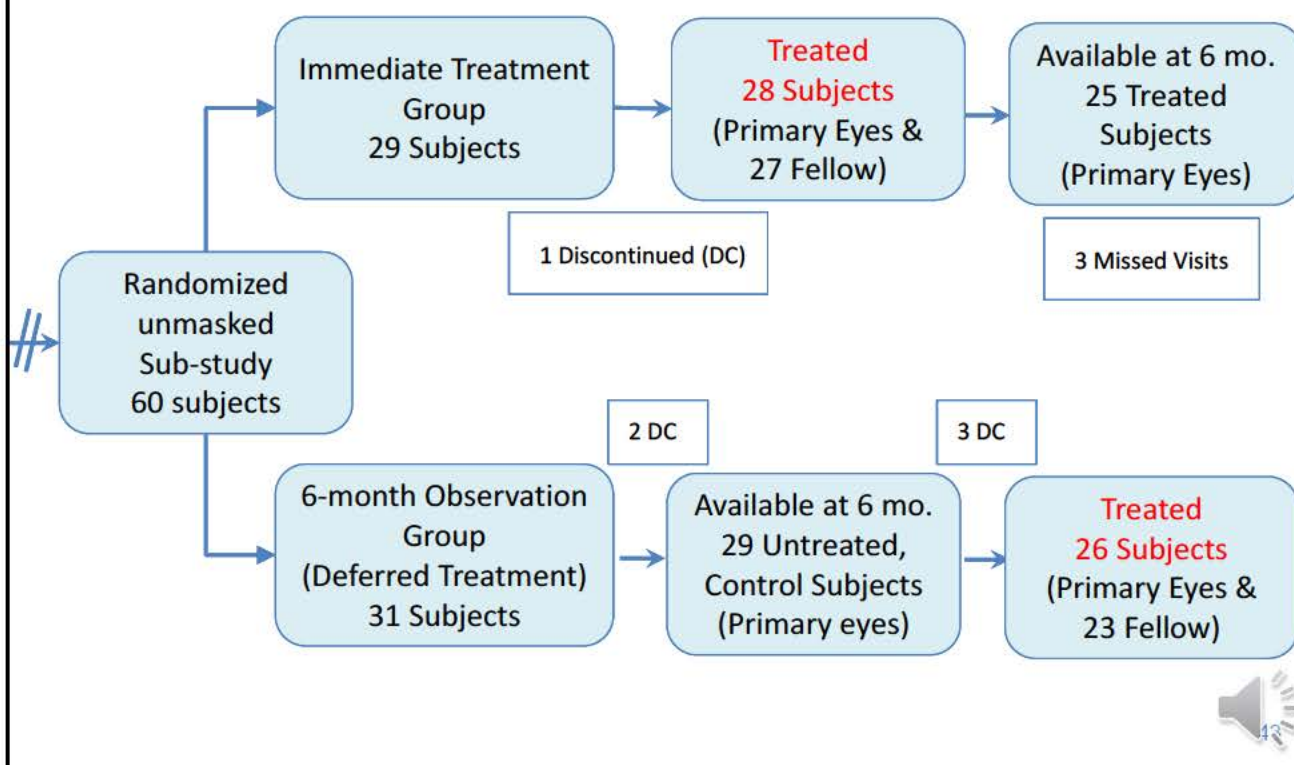 Immediate Treatment
Group
29 Subjects
Treated
28 Subjects
(Primary Eyes &
27 Fellow)
Available at 6 mo.
25 Treated
Subjects
(Primary Eyes)
1 Discontinued (DC)
3 Missed Visits
Randomized
unmasked
Sub-study
60 subjects
2 DC
3 DC
6-month Observation
Group
(Deferred Treatment)
31 Subjects
Available at 6 mo.
29 Untreated,
Control Subjects
(Primary eyes)
Treated
26 Subjects
(Primary Eyes &
23 Fellow)
43